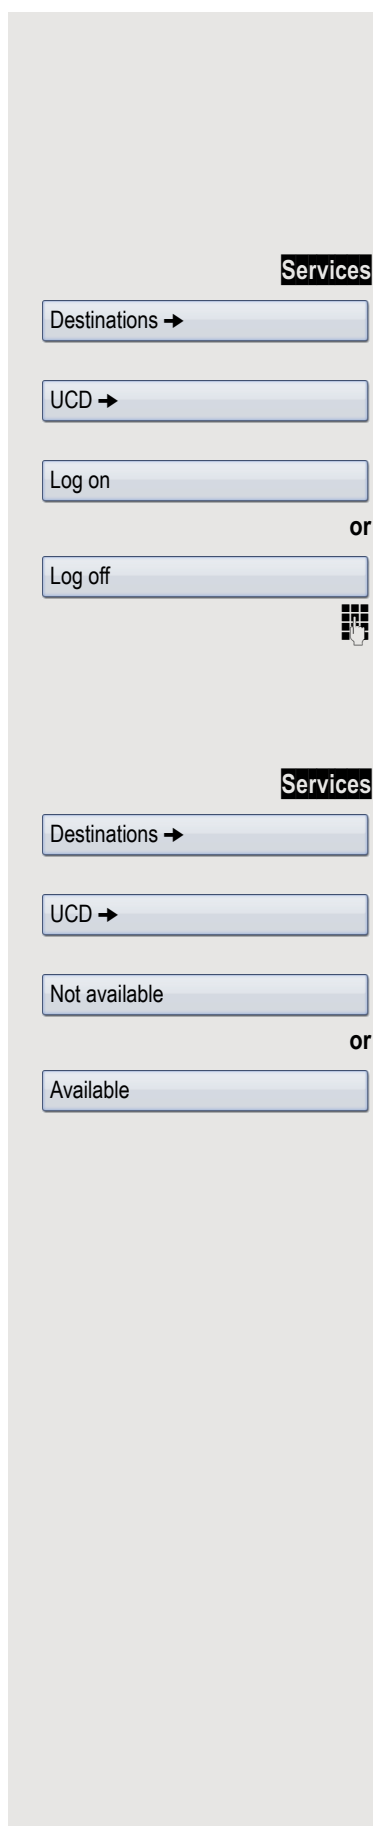 Services
Destinations →
UCD →
Log on
or
Log off
Services
Destinations →
UCD →
Not available
or
Available